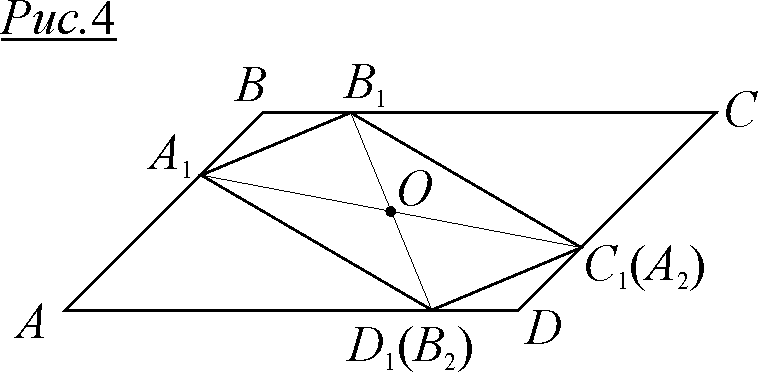 Рис.4
B B₁ C
A₁
O
C₁(A₂)
A D₁(B₂) D